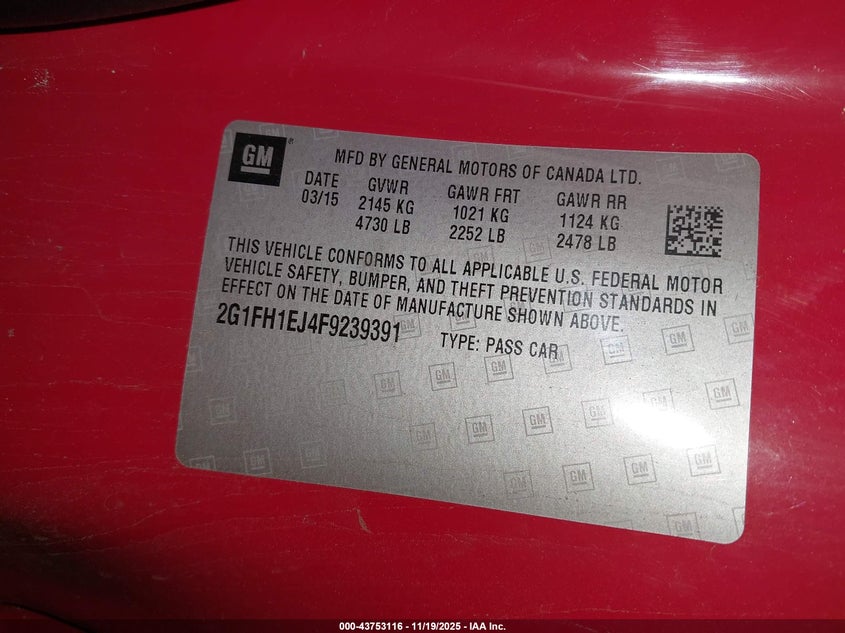 GM®
MFD BY GENERAL MOTORS OF CANADA LTD.
DATE GVWR GAWR FRT GAWR RR
03/15 2145 KG 1021 KG 1124 KG
4730 LB 2252 LB 2478 LB
THIS VEHICLE CONFORMS TO ALL APPLICABLE U.S. FEDERAL MOTOR
VEHICLE SAFETY, BUMPER, AND THEFT PREVENTION STANDARDS IN
EFFECT ON THE DATE OF MANUFACTURE SHOWN ABOVE.
2G1FH1EJ4F9239391 TYPE: PASS CAR
000-43753116 - 11/19/2025 - IAA Inc.